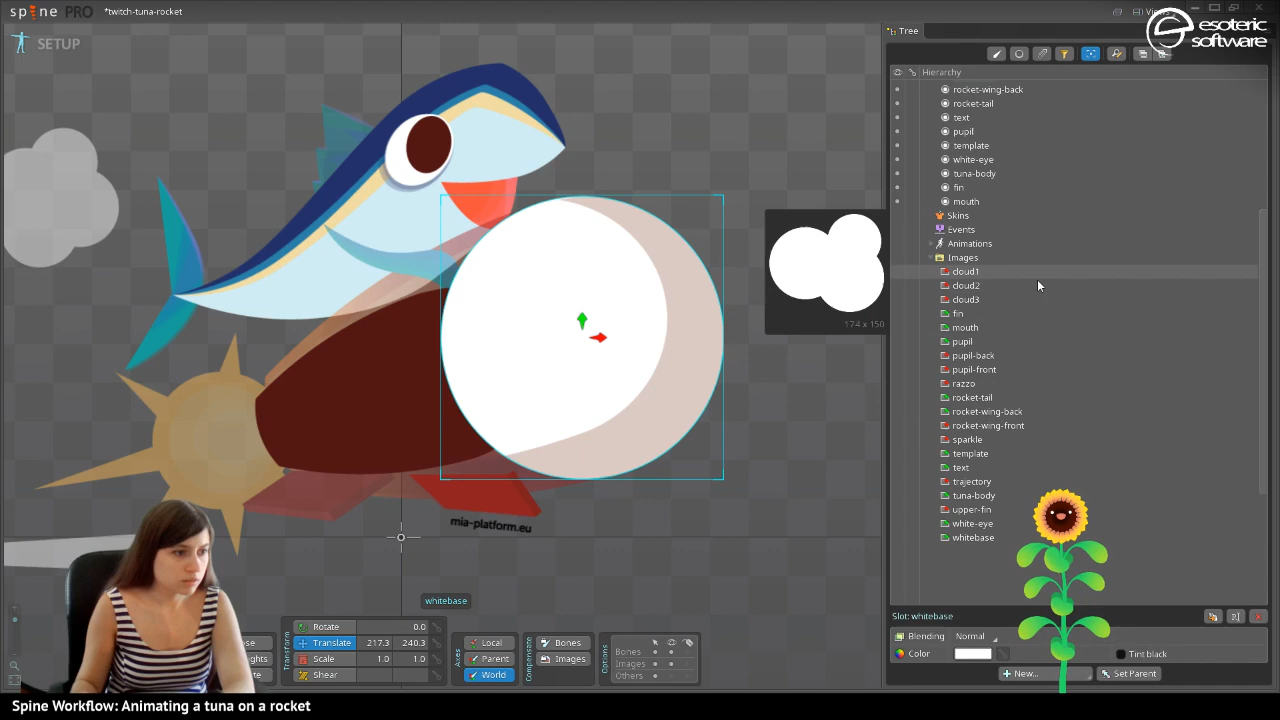 spine PRO
*twitch-tuna-rocket
Views
esoteric
software
SETUP
Tree
Hierarchy
rocket-wing-back
rocket-tail
text
pupil
template
white-eye
tuna-body
fin
mouth
Skins
Events
Animations
Images
cloud1
cloud2
cloud3
fin
mouth
pupil
pupil-back
pupil-front
razzo
rocket-tail
rocket-wing-back
rocket-wing-front
sparkle
template
text
trajectory
tuna-body
upper-fin
white-eye
whitebase
174 x 150
mia-platform.eu
whitebase
Transform
Rotate 0.0
Translate 217.3 240.3
Scale 1.0 1.0
Shear
Axes
Local
Parent
World
Compensate
Bones
Images
Options
Bones
Images
Others
Slot: whitebase
Blending Normal
Color
Tint black
New...
Set Parent
Spine Workflow: Animating a tuna on a rocket